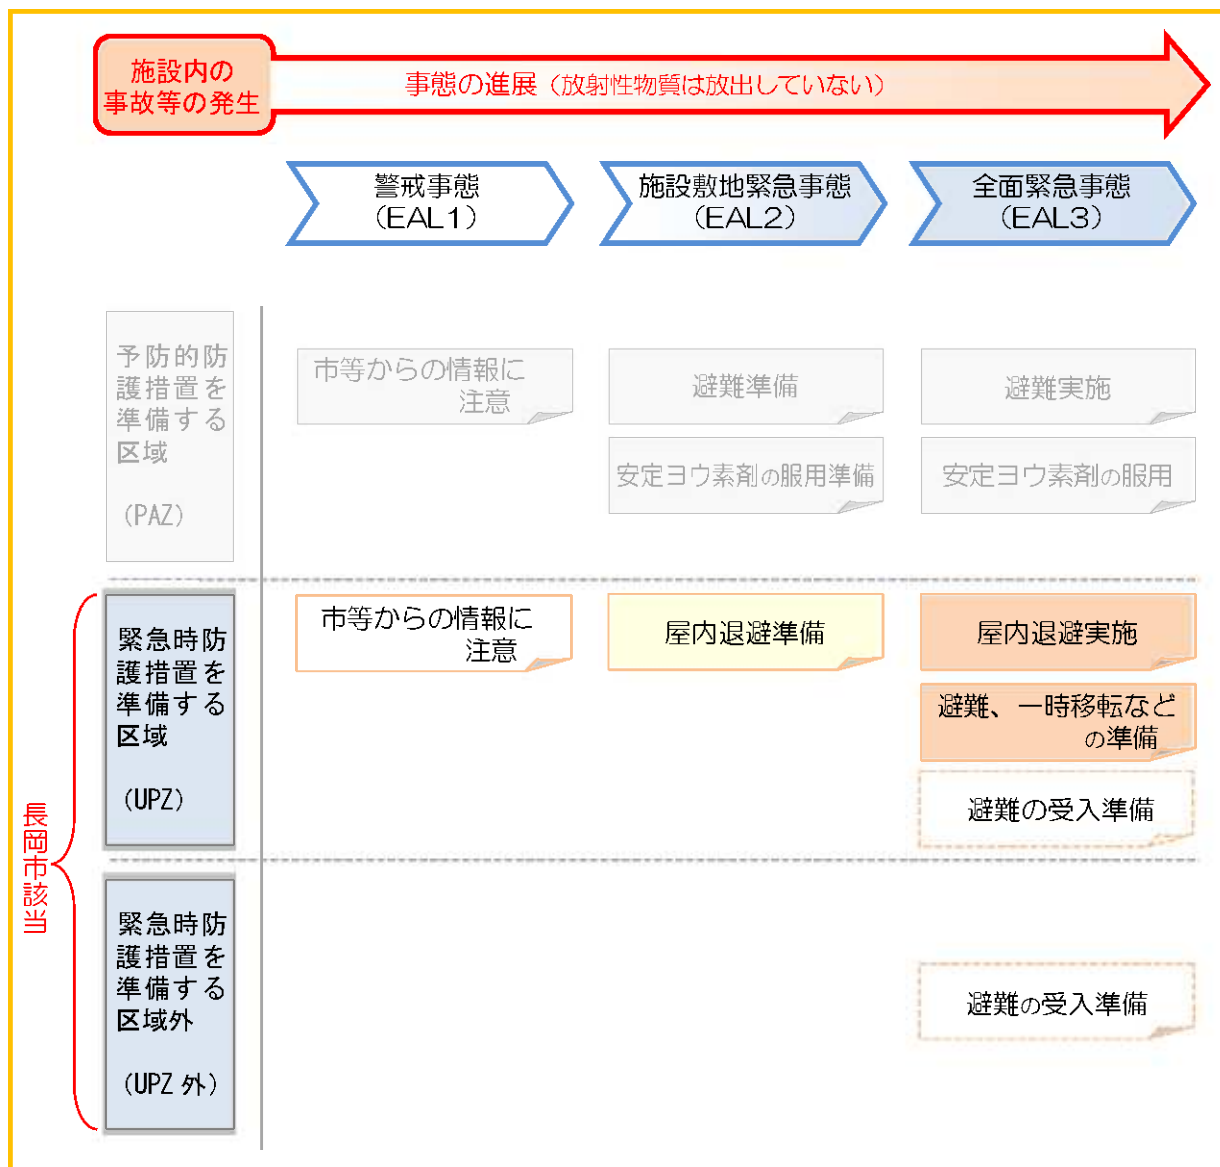 施設内の
事故等の発生
事態の進展（放射性物質は放出していない）
警戒事態
（EAL1）
施設敷地緊急事態
（EAL2）
全面緊急事態
（EAL3）
予防的防
護措置を
準備する
区域
（PAZ）
市等からの情報に
注意
避難準備
避難実施
安定ヨウ素剤の服用準備
安定ヨウ素剤の服用
長岡市該当
緊急時防
護措置を
準備する
区域
（UPZ）
市等からの情報に
注意
屋内退避準備
屋内退避実施
避難、一時移転など
の準備
避難の受入準備
緊急時防
護措置を
準備する
区域外
（UPZ 外）
避難の受入準備